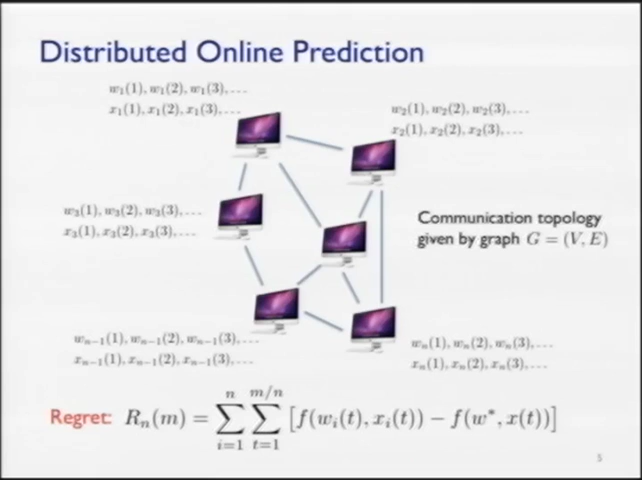 Distributed Online Prediction
w₁(1), w₁(2), w₁(3), ...
x₁(1), x₁(2), x₁(3), ...
w₂(1), w₂(2), w₂(3), ...
x₂(1), x₂(2), x₂(3), ...
w₃(1), w₃(2), w₃(3), ...
x₃(1), x₃(2), x₃(3), ...
Communication topology
given by graph G = (V, E)
wₙ₋₁(1), wₙ₋₁(2), wₙ₋₁(3), ...
xₙ₋₁(1), xₙ₋₁(2), xₙ₋₁(3), ...
wₙ(1), wₙ(2), wₙ(3), ...
xₙ(1), xₙ(2), xₙ(3), ...
Regret: Rₙ(m) = ∑_{i=1}^{n} ∑_{t=1}^{m/n} [f(wᵢ(t), xᵢ(t)) − f(w*, x(t))]
5